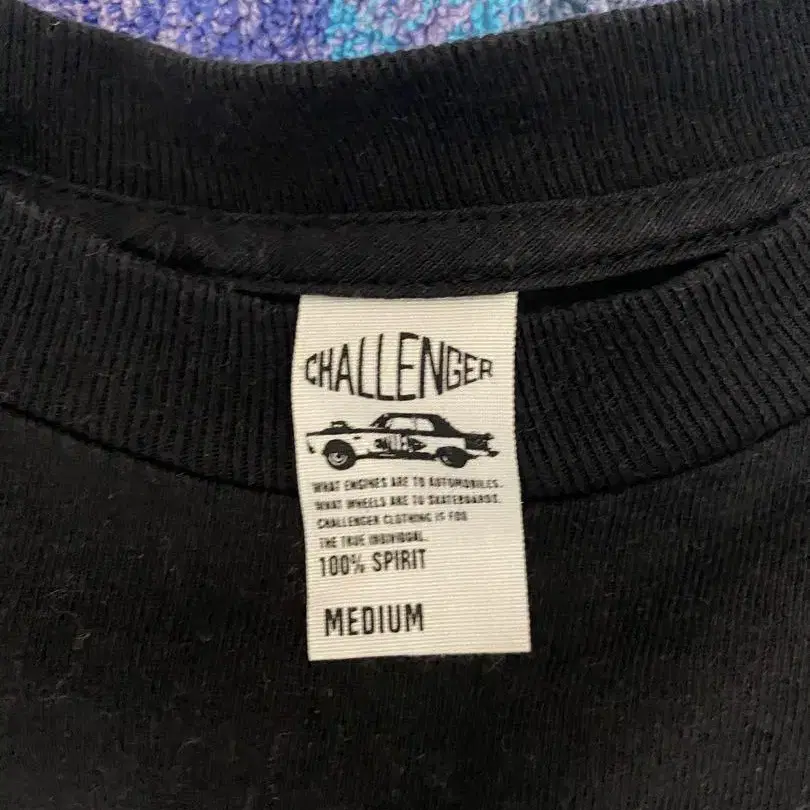 CHALLENGER
WHAT ENGINES ARE TO AUTOMOBILES.
WHAT WHEELS ARE TO SKATEBOARDS.
CHALLENGER CLOTHING IS FOR
THE TRUE INDIVIDUAL.
100% SPIRIT
MEDIUM